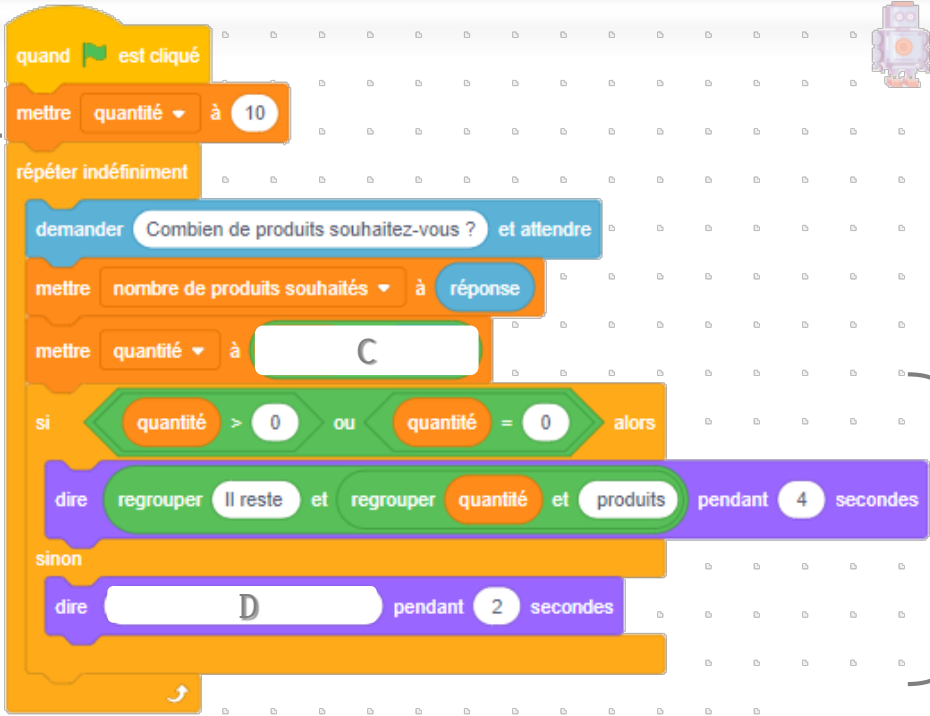 quand est cliqué
mettre quantité à 10
répéter indéfiniment
demander Combien de produits souhaitez-vous ? et attendre
mettre nombre de produits souhaités à réponse
mettre quantité à C
si quantité > 0 ou quantité = 0 alors
dire regrouper Il reste et regrouper quantité et produits pendant 4 secondes
sinon
dire D pendant 2 secondes